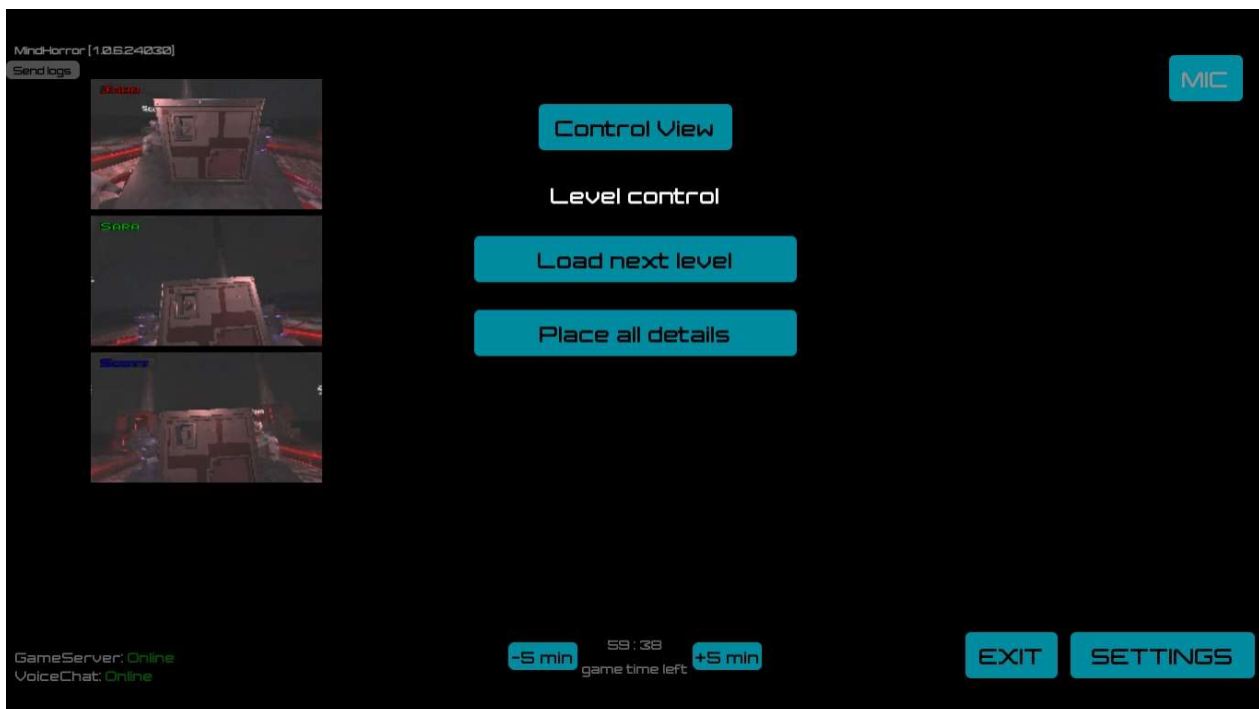 MindHorror [1.0.6.24030]
Send logs
MIC
SARA
Scott
Control View
Level control
Load next level
Place all details
GameServer: Online
VoiceChat: Online
-5 min
59:38
game time left
+5 min
EXIT
SETTINGS